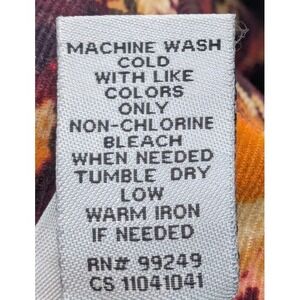 MACHINE WASH
COLD
WITH LIKE
COLORS
ONLY
NON-CHLORINE
BLEACH
WHEN NEEDED
TUMBLE DRY
LOW
WARM IRON
IF NEEDED
RN# 99249
CS 11041041